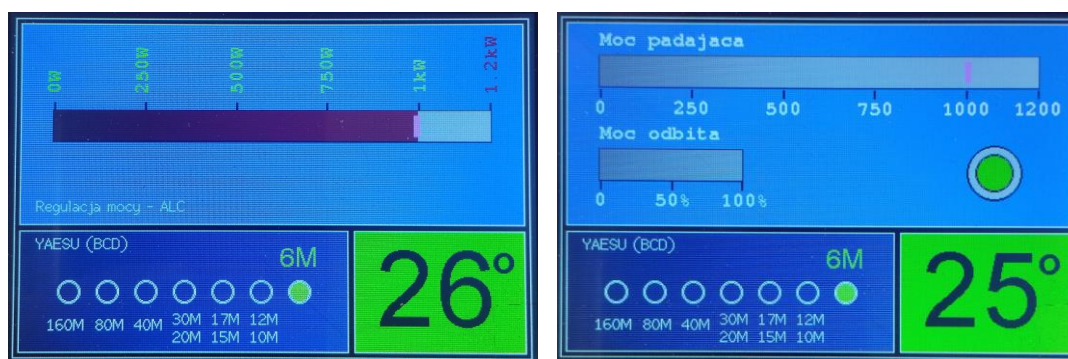 0W 250W 500W 750W 1kW 1.2kW
Regulacja mocy - ALC
YAESU (BCD)
6M
160M 80M 40M 30M 17M 12M
20M 15M 10M
26°
Moc padajaca
0 250 500 750 1000 1200
Moc odbita
0 50% 100%
YAESU (BCD)
6M
160M 80M 40M 30M 17M 12M
20M 15M 10M
25°